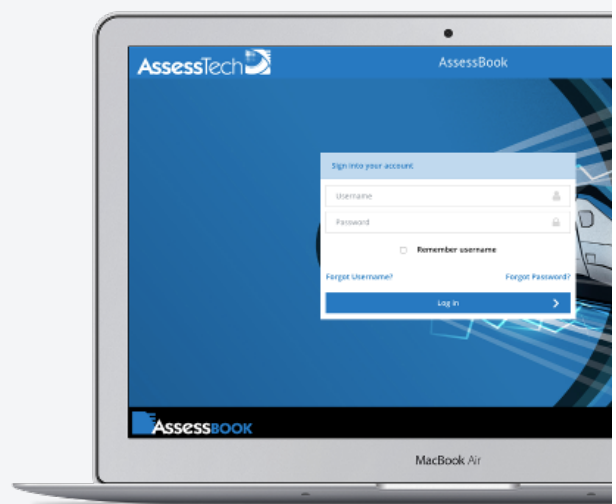 AssessTech
AssessBook
Sign into your account
Username
Password
Remember username
Forgot Username? Forgot Password?
Log in
ASSESSBOOK
MacBook Air